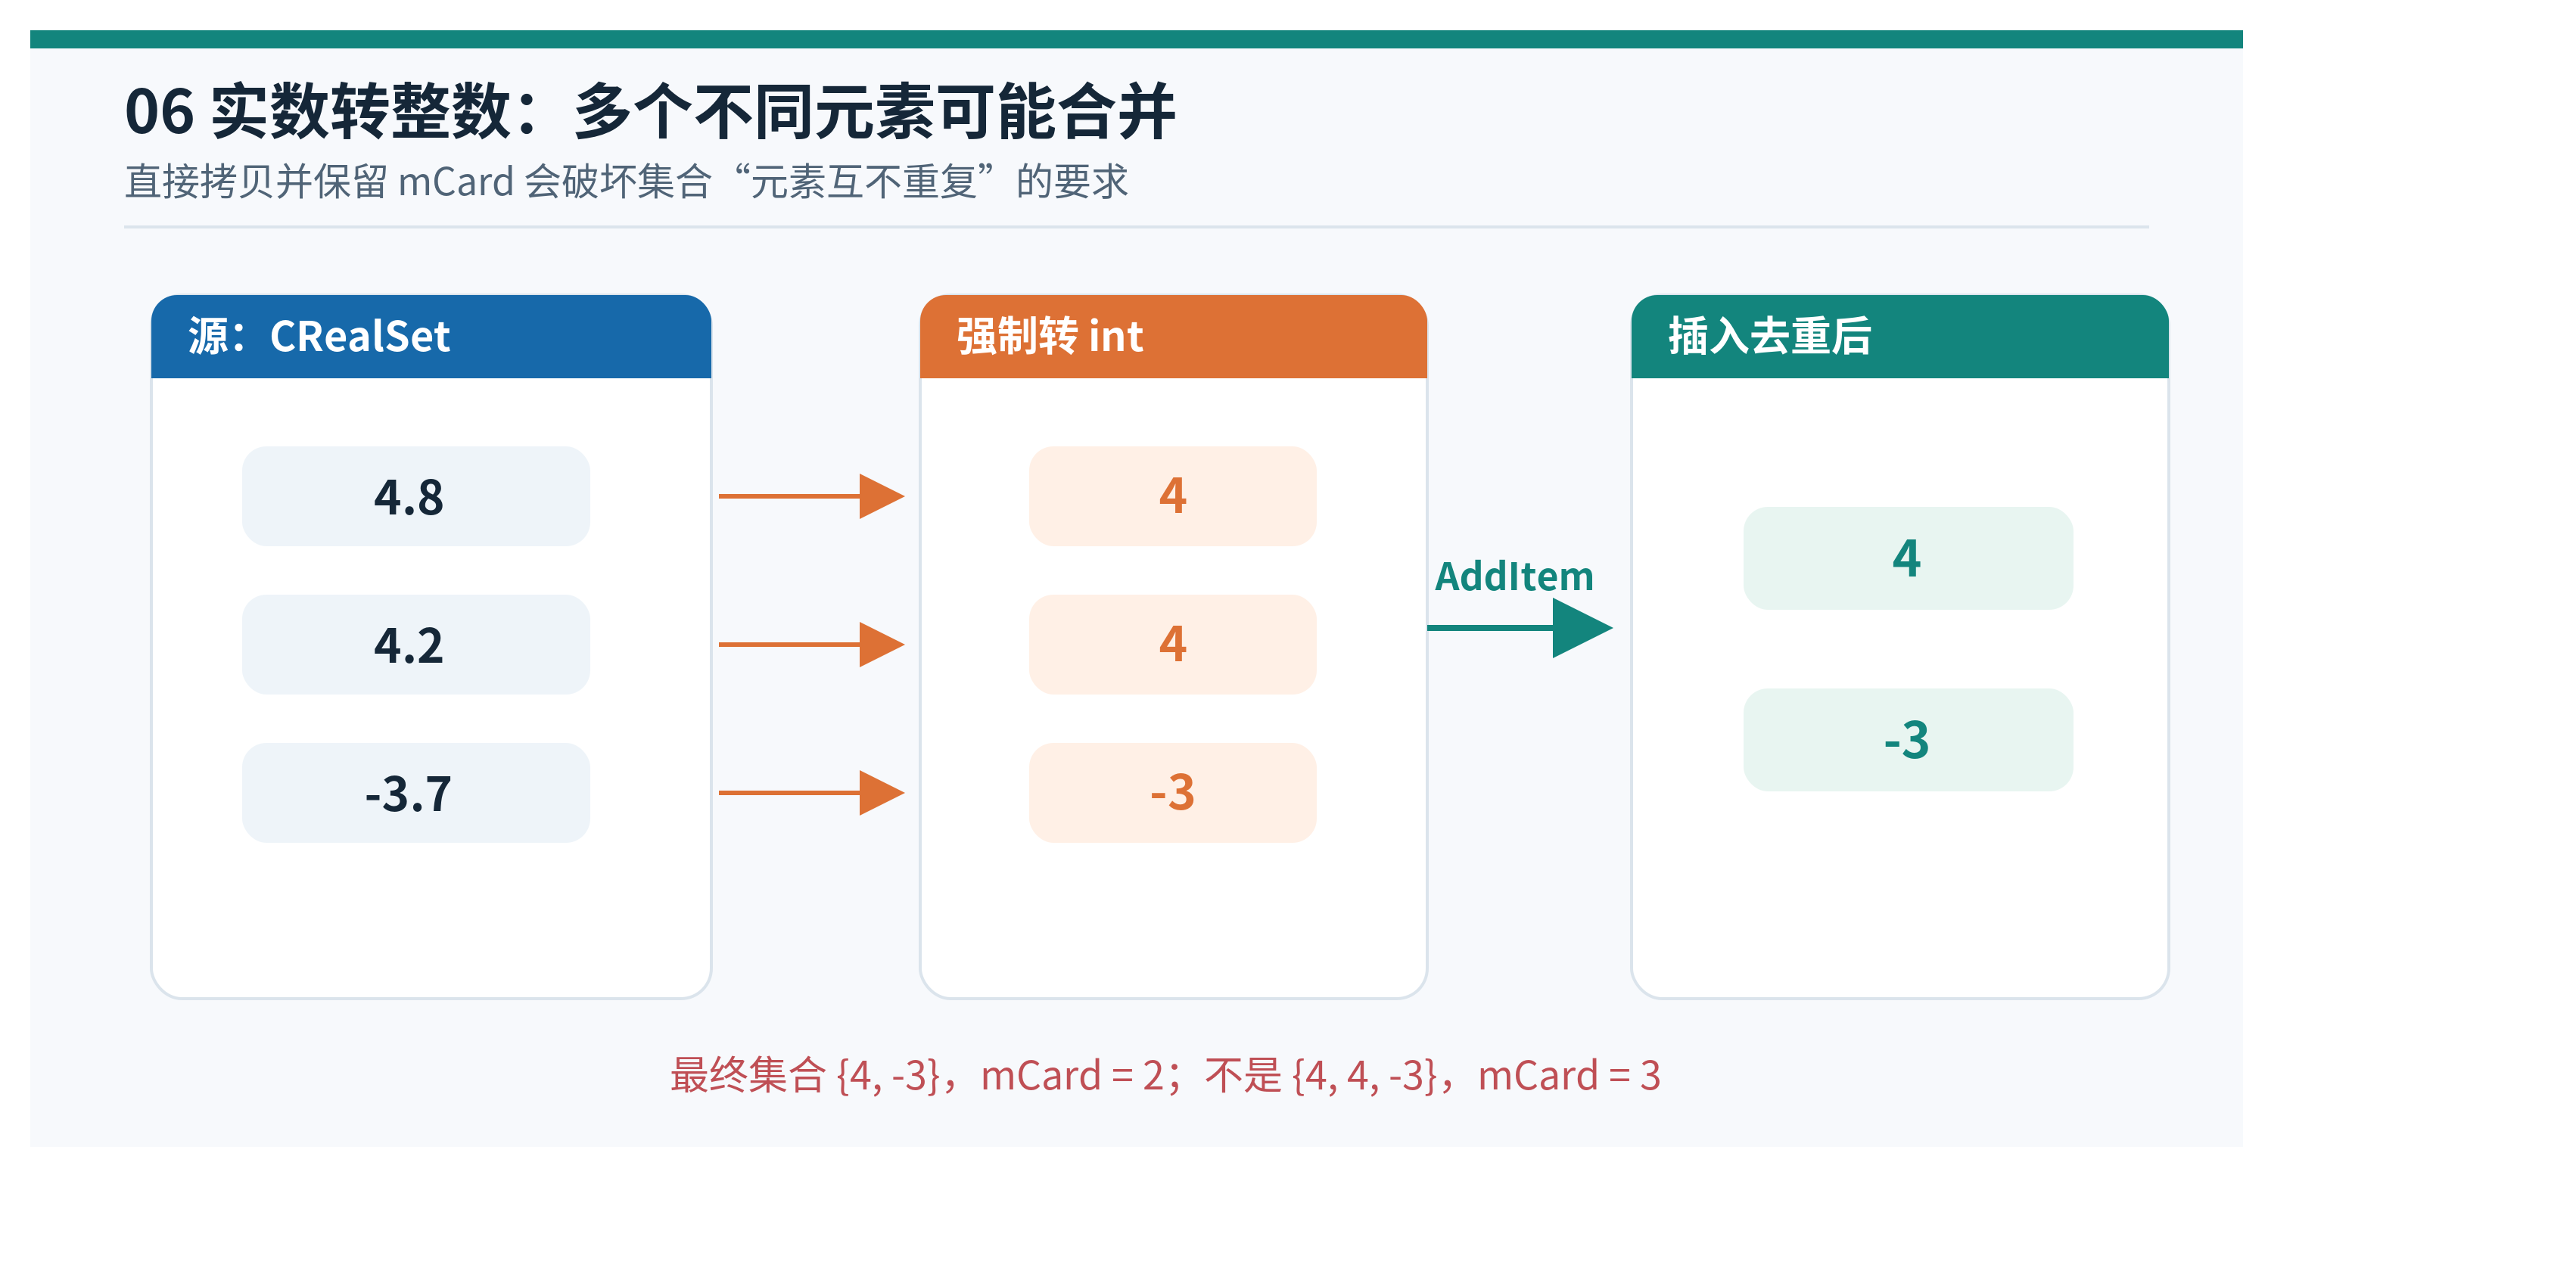 06 实数转整数：多个不同元素可能合并
直接拷贝并保留 mCard 会破坏集合“元素互不重复”的要求
源：CRealSet
4.8
4.2
-3.7
强制转 int
4
4
-3
AddItem
插入去重后
4
-3
最终集合 {4, -3}，mCard = 2；不是 {4, 4, -3}，mCard = 3